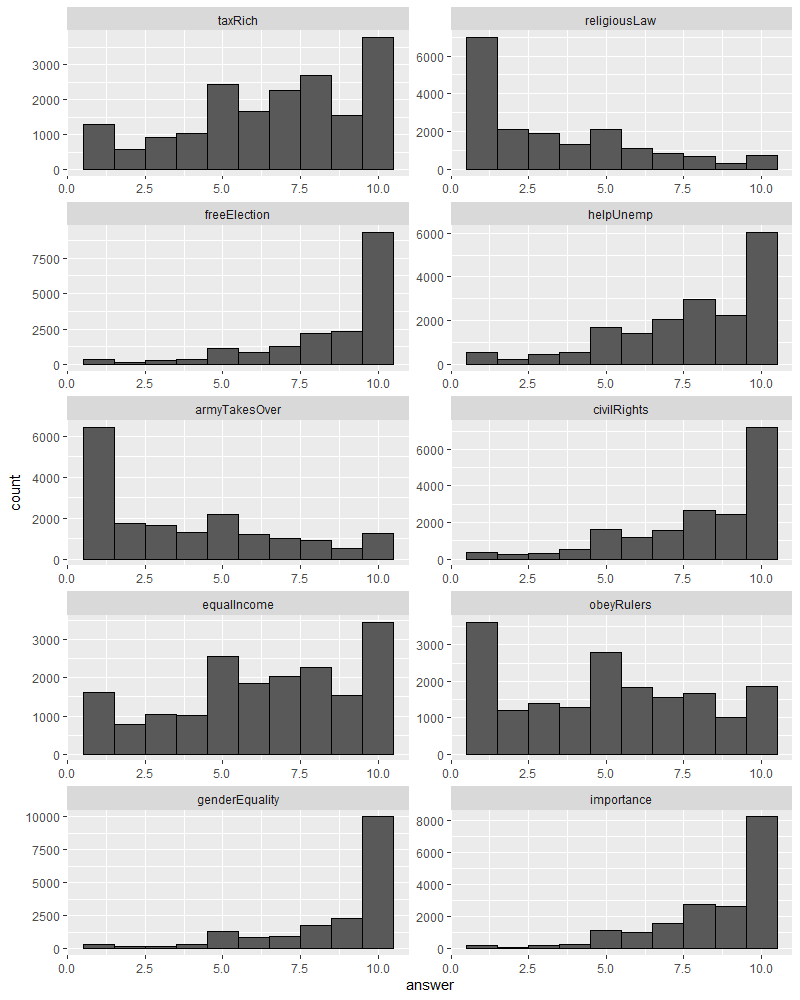 taxRich religiousLaw
3000 6000
2000 4000
1000 2000
0 0
0.0 2.5 5.0 7.5 10.0 0.0 2.5 5.0 7.5 10.0
freeElection helpUnemp
7500 6000
5000 4000
2500 2000
0 0
0.0 2.5 5.0 7.5 10.0 0.0 2.5 5.0 7.5 10.0
armyTakesOver civilRights
6000 6000
4000 4000
2000 2000
0 0
0.0 2.5 5.0 7.5 10.0 0.0 2.5 5.0 7.5 10.0
count
equalIncome obeyRulers
3000 3000
2000 2000
1000 1000
0 0
0.0 2.5 5.0 7.5 10.0 0.0 2.5 5.0 7.5 10.0
genderEquality importance
10000 8000
7500 6000
5000 4000
2500 2000
0 0
0.0 2.5 5.0 7.5 10.0 0.0 2.5 5.0 7.5 10.0
answer